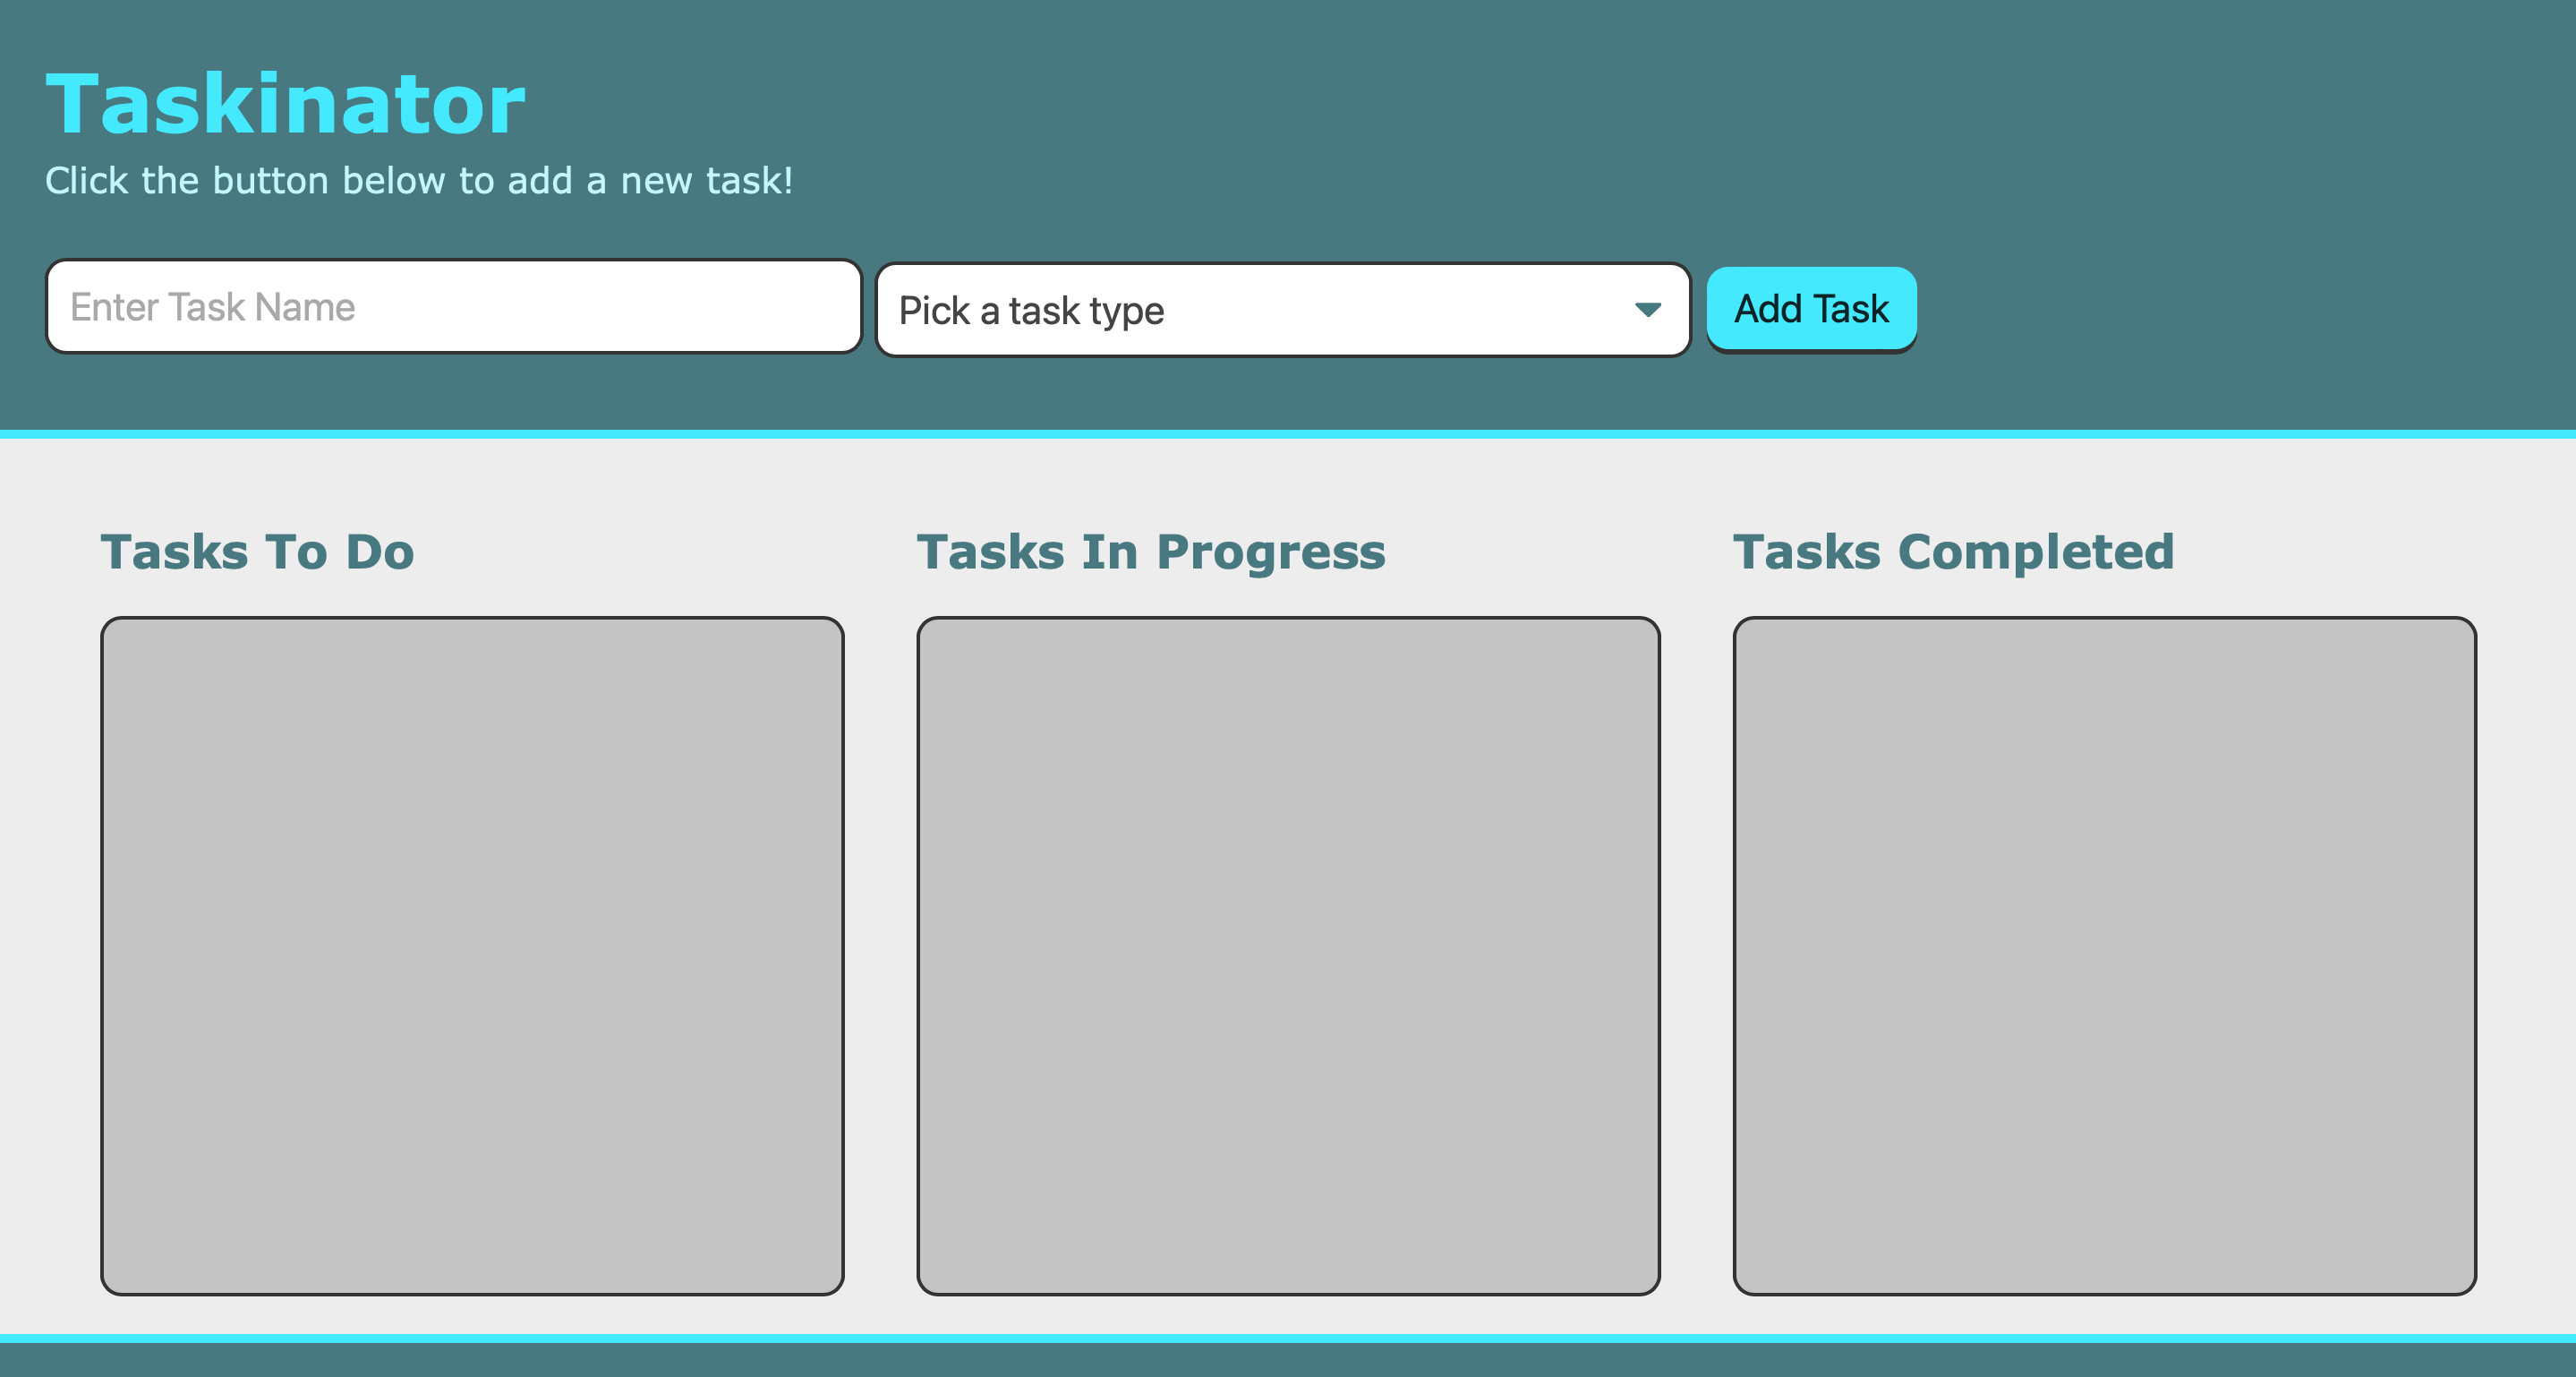 Taskinator
Click the button below to add a new task!
Enter Task Name
Pick a task type
Add Task
Tasks To Do
Tasks In Progress
Tasks Completed